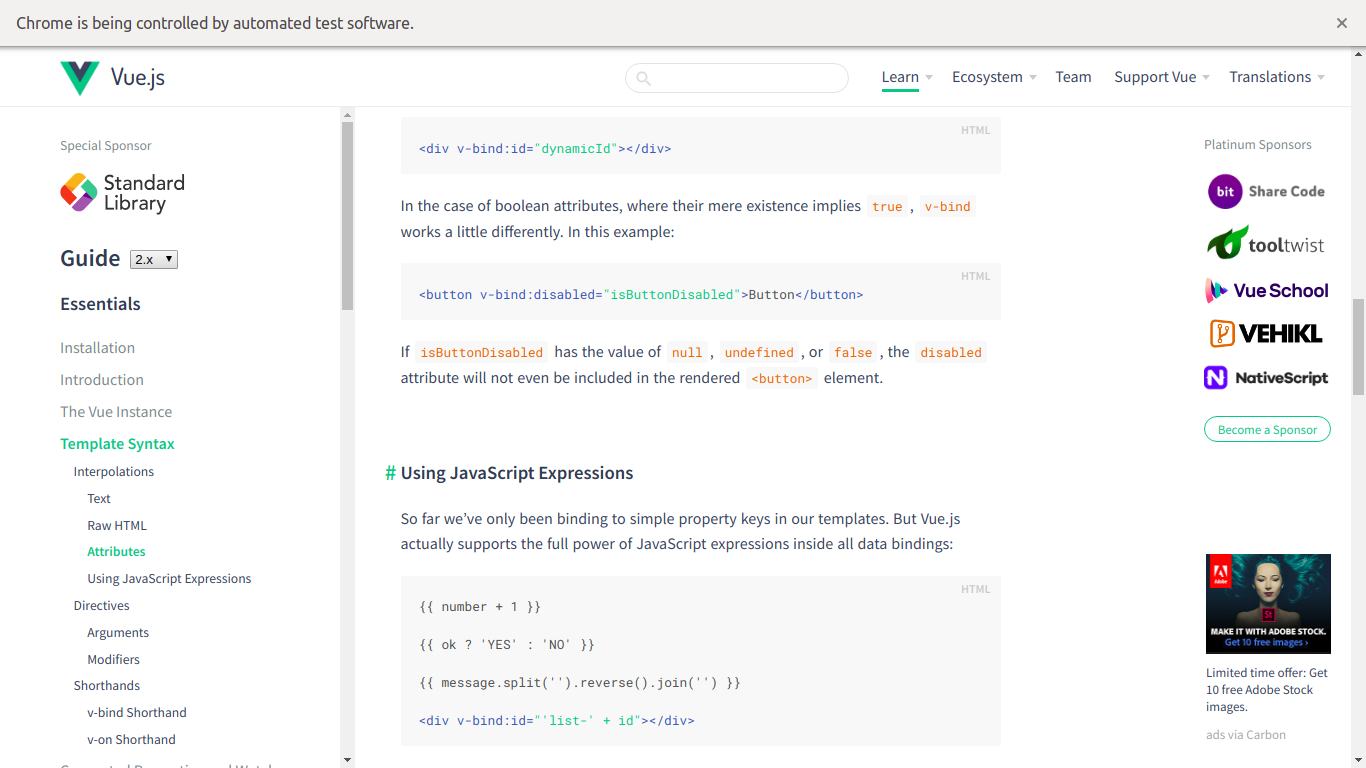 Chrome is being controlled by automated test software.
Vue.js
Learn
Ecosystem
Team
Support Vue
Translations
Special Sponsor
Standard
Library
Guide
2.x
Essentials
Installation
Introduction
The Vue Instance
Template Syntax
Interpolations
Text
Raw HTML
Attributes
Using JavaScript Expressions
Directives
Arguments
Modifiers
Shorthands
v-bind Shorthand
v-on Shorthand
HTML
<div v-bind:id="dynamicId"></div>
In the case of boolean attributes, where their mere existence implies true , v-bind
works a little differently. In this example:
HTML
<button v-bind:disabled="isButtonDisabled">Button</button>
If isButtonDisabled has the value of null , undefined , or false , the disabled
attribute will not even be included in the rendered <button> element.
# Using JavaScript Expressions
So far we’ve only been binding to simple property keys in our templates. But Vue.js
actually supports the full power of JavaScript expressions inside all data bindings:
HTML
{{ number + 1 }}
{{ ok ? 'YES' : 'NO' }}
{{ message.split('').reverse().join('') }}
<div v-bind:id="'list-' + id"></div>
Platinum Sponsors
bit Share Code
tooltwist
Vue School
VEHIKL
N NativeScript
Become a Sponsor
Adobe
St
MAKE IT WITH ADOBE STOCK.
Get 10 free images ›
Limited time offer: Get
10 free Adobe Stock
images.
ads via Carbon